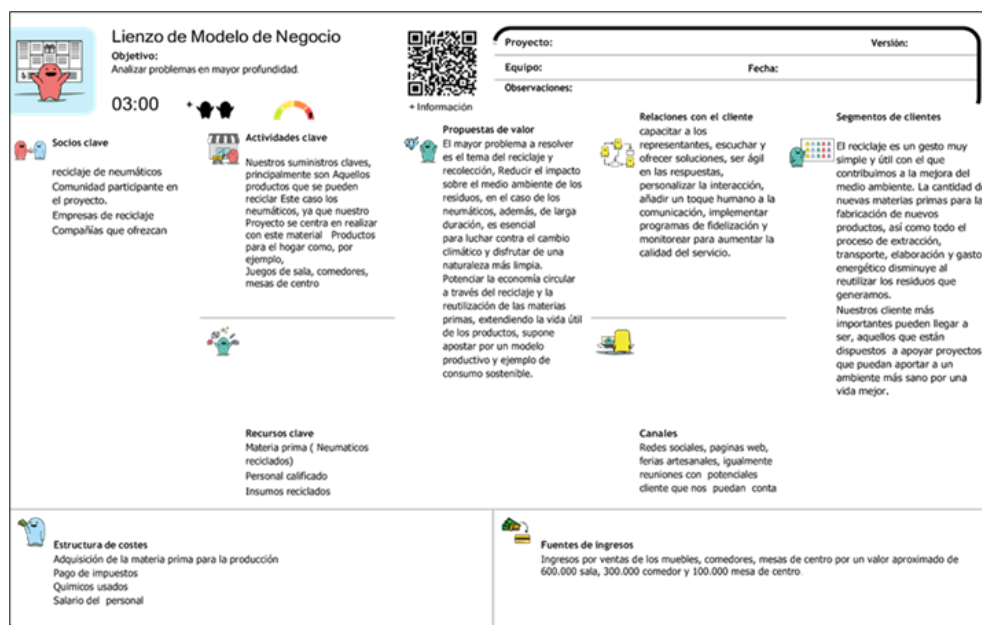 Lienzo de Modelo de Negocio
Objetivo:
Analizar problemas en mayor profundidad.
03:00
+
+ Información
Proyecto:
Versión:
Equipo:
Fecha:
Observaciones:
Socios clave
reciclaje de neumáticos
Comunidad participante en
el proyecto.
Empresas de reciclaje
Compañías que ofrezcan
Actividades clave
Nuestros suministros claves,
principalmente son Aquellos
productos que se pueden
reciclar Este caso los
neumáticos, ya que nuestro
Proyecto se centra en realizar
con este material Productos
para el hogar como, por
ejemplo,
Juegos de sala, comedores,
mesas de centro
Recursos clave
Materia prima ( Neumaticos
reciclados)
Personal calificado
Insumos reciclados
Propuestas de valor
El mayor problema a resolver
es el tema del reciclaje y
recolección, Reducir el impacto
sobre el medio ambiente de los
residuos, en el caso de los
neumáticos, además, de larga
duración, es esencial
para luchar contra el cambio
climático y disfrutar de una
naturaleza más limpia.
Potenciar la economía circular
a través del reciclaje y la
reutilización de las materias
primas, extendiendo la vida útil
de los productos, supone
apostar por un modelo
productivo y ejemplo de
consumo sostenible.
Relaciones con el cliente
capacitar a los
representantes, escuchar y
ofrecer soluciones, ser ágil
en las respuestas,
personalizar la interacción,
añadir un toque humano a la
comunicación, implementar
programas de fidelización y
monitorear para aumentar la
calidad del servicio.
Canales
Redes sociales, paginas web,
ferias artesanales, igualmente
reuniones con potenciales
cliente que nos puedan conta
Segmentos de clientes
El reciclaje es un gesto muy
simple y útil con el que
contribuimos a la mejora del
medio ambiente. La cantidad de
nuevas materias primas para la
fabricación de nuevos
productos, así como todo el
proceso de extracción,
transporte, elaboración y gasto
energético disminuye al
reutilizar los residuos que
generamos.
Nuestros cliente más
importantes pueden llegar a
ser, aquellos que están
dispuestos a apoyar proyectos
que puedan aportar a un
ambiente más sano por una
vida mejor.
Estructura de costes
Adquisición de la materia prima para la producción
Pago de impuestos
Quimicos usados
Salario del personal
Fuentes de ingresos
Ingresos por ventas de los muebles, comedores, mesas de centro por un valor aproximado de
600.000 sala, 300.000 comedor y 100.000 mesa de centro.